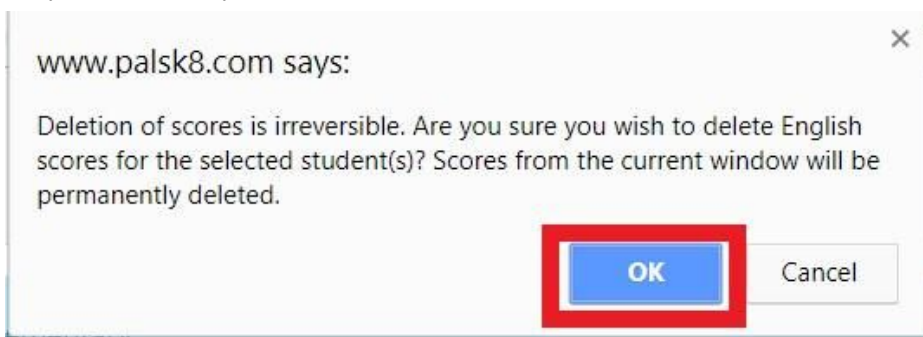 www.palsk8.com says:
Deletion of scores is irreversible. Are you sure you wish to delete English
scores for the selected student(s)? Scores from the current window will be
permanently deleted.
OK
Cancel